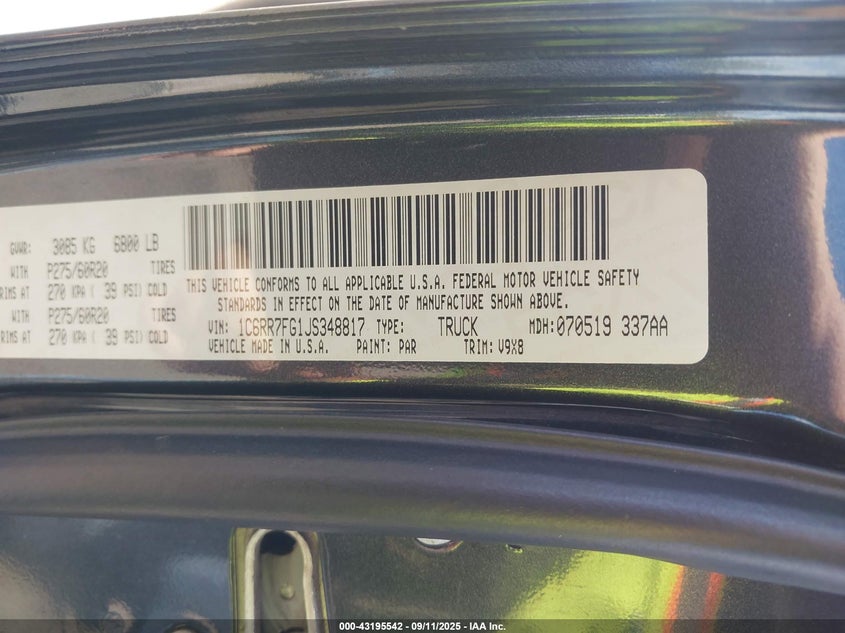 GVWR: 3085 KG 6800 LB
WITH P275/60R20 TIRES
RIMS AT 270 KPA ( 39 PSI) COLD
WITH P275/60R20 TIRES
RIMS AT 270 KPA ( 39 PSI) COLD
THIS VEHICLE CONFORMS TO ALL APPLICABLE U.S.A. FEDERAL MOTOR VEHICLE SAFETY
STANDARDS IN EFFECT ON THE DATE OF MANUFACTURE SHOWN ABOVE.
VIN: 1C6RR7FG1JS348817 TYPE: TRUCK MDH:070519 337AA
VEHICLE MADE IN U.S.A. PAINT: PAR TRIM: V9X8
000-43195542 - 09/11/2025 - IAA Inc.